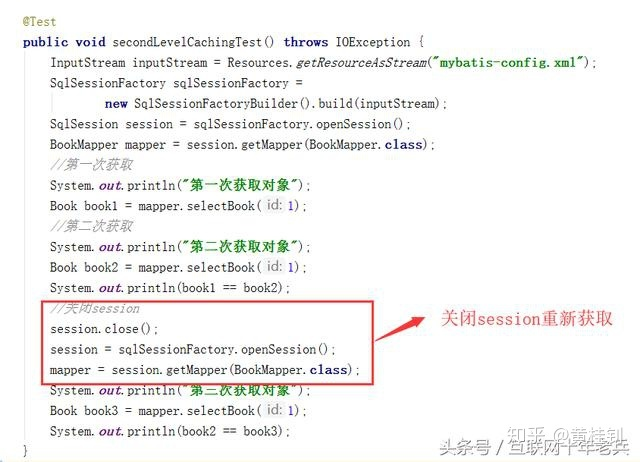 @Test
public void secondLevelCachingTest() throws IOException {
InputStream inputStream = Resources.getResourceAsStream("mybatis-config.xml");
SqlSessionFactory sqlSessionFactory =
new SqlSessionFactoryBuilder().build(inputStream);
SqlSession session = sqlSessionFactory.openSession();
BookMapper mapper = session.getMapper(BookMapper.class);
//第一次获取
System.out.println("第一次获取对象");
Book book1 = mapper.selectBook( id: 1);
//第二次获取
System.out.println("第二次获取对象");
Book book2 = mapper.selectBook( id: 1);
System.out.println(book1 == book2);
//关闭session
session.close();
关闭session重新获取
session = sqlSessionFactory.openSession();
mapper = session.getMapper(BookMapper.class);
System.out.println("第三次获取对象");
Book book3 = mapper.selectBook( id: 1);
System.out.println(book2 == book3);
}
知乎 @黄桂钊
头条号 / 互联网十年老兵